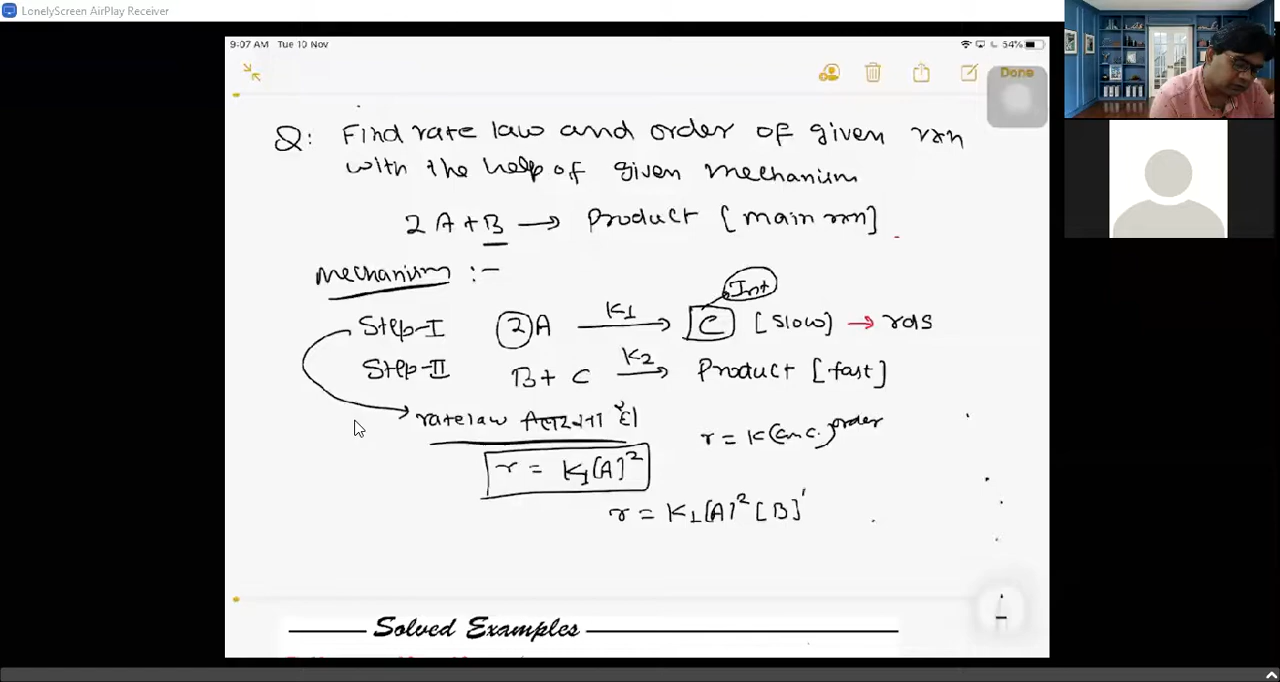 LonelyScreen AirPlay Receiver
9:07 AM Tue 10 Nov
54%
Done
Q: Find rate law and order of given rxn
with the help of given mechanism
2A + B → Product [main rxn]
Mechanism :-
Int
Step-I 2A K1 → C [slow] → rds
Step-II B + C K2 → Product [fast]
rate law
r = K(conc.)order
r = K1[A]2
r = K1[A]2[B]1
Solved Examples